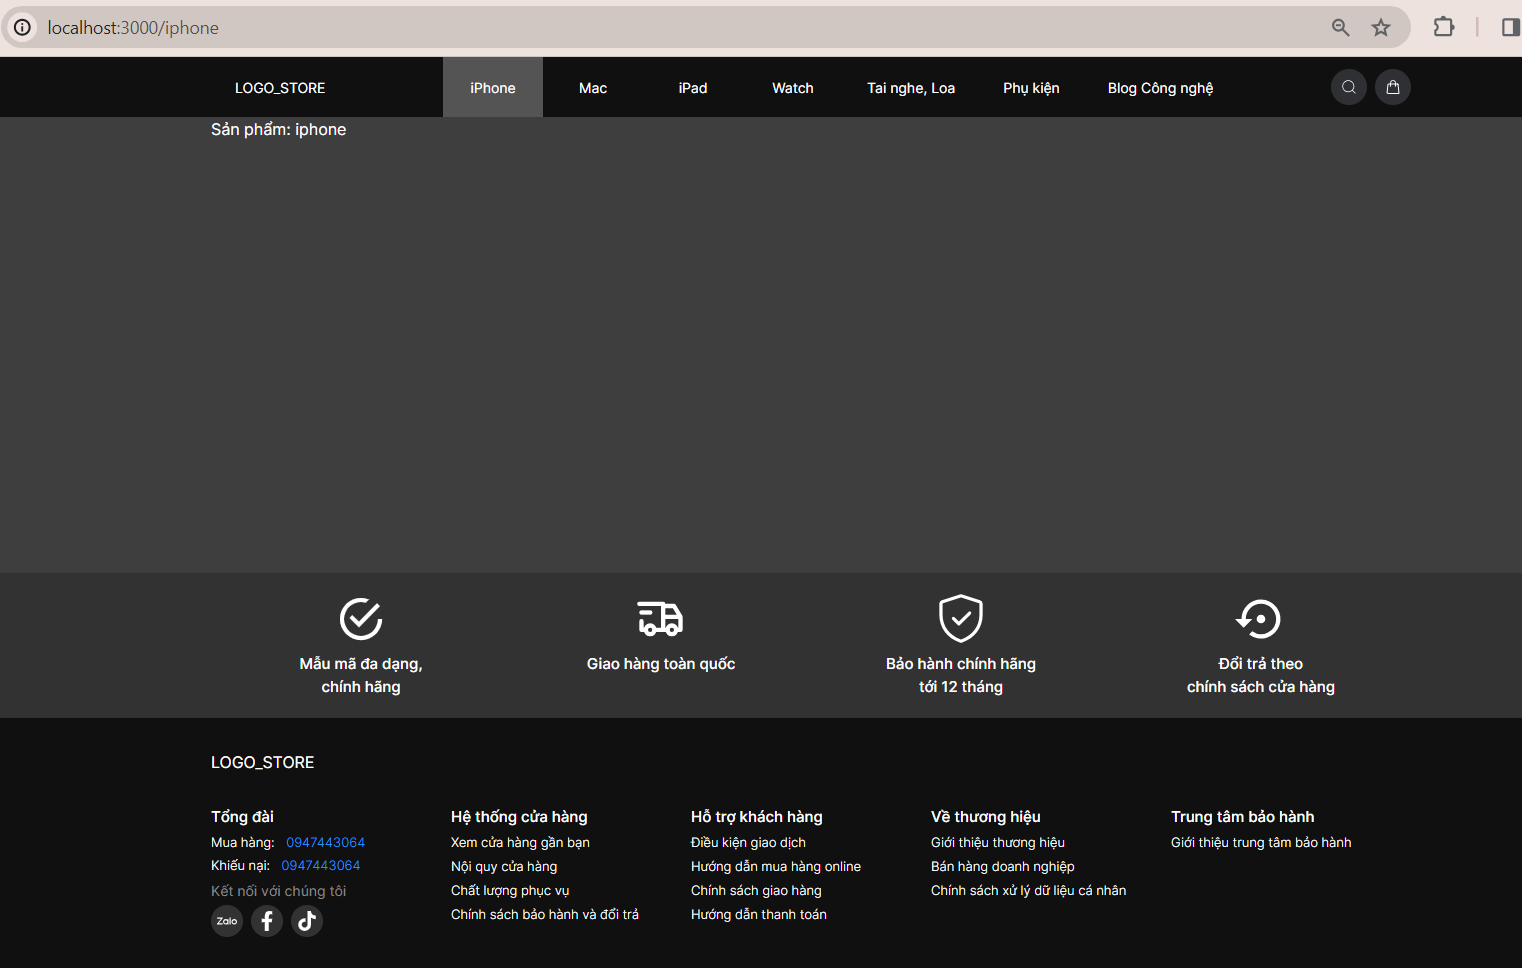 localhost:3000/iphone
LOGO_STORE iPhone Mac iPad Watch Tai nghe, Loa Phụ kiện Blog Công nghệ
Sản phẩm: iphone
Mẫu mã đa dạng,
chính hãng
Giao hàng toàn quốc
Bảo hành chính hãng
tới 12 tháng
Đổi trả theo
chính sách cửa hàng
LOGO_STORE
Tổng đài
Mua hàng: 0947443064
Khiếu nại: 0947443064
Kết nối với chúng tôi
Zalo
Hệ thống cửa hàng
Xem cửa hàng gần bạn
Nội quy cửa hàng
Chất lượng phục vụ
Chính sách bảo hành và đổi trả
Hỗ trợ khách hàng
Điều kiện giao dịch
Hướng dẫn mua hàng online
Chính sách giao hàng
Hướng dẫn thanh toán
Về thương hiệu
Giới thiệu thương hiệu
Bán hàng doanh nghiệp
Chính sách xử lý dữ liệu cá nhân
Trung tâm bảo hành
Giới thiệu trung tâm bảo hành